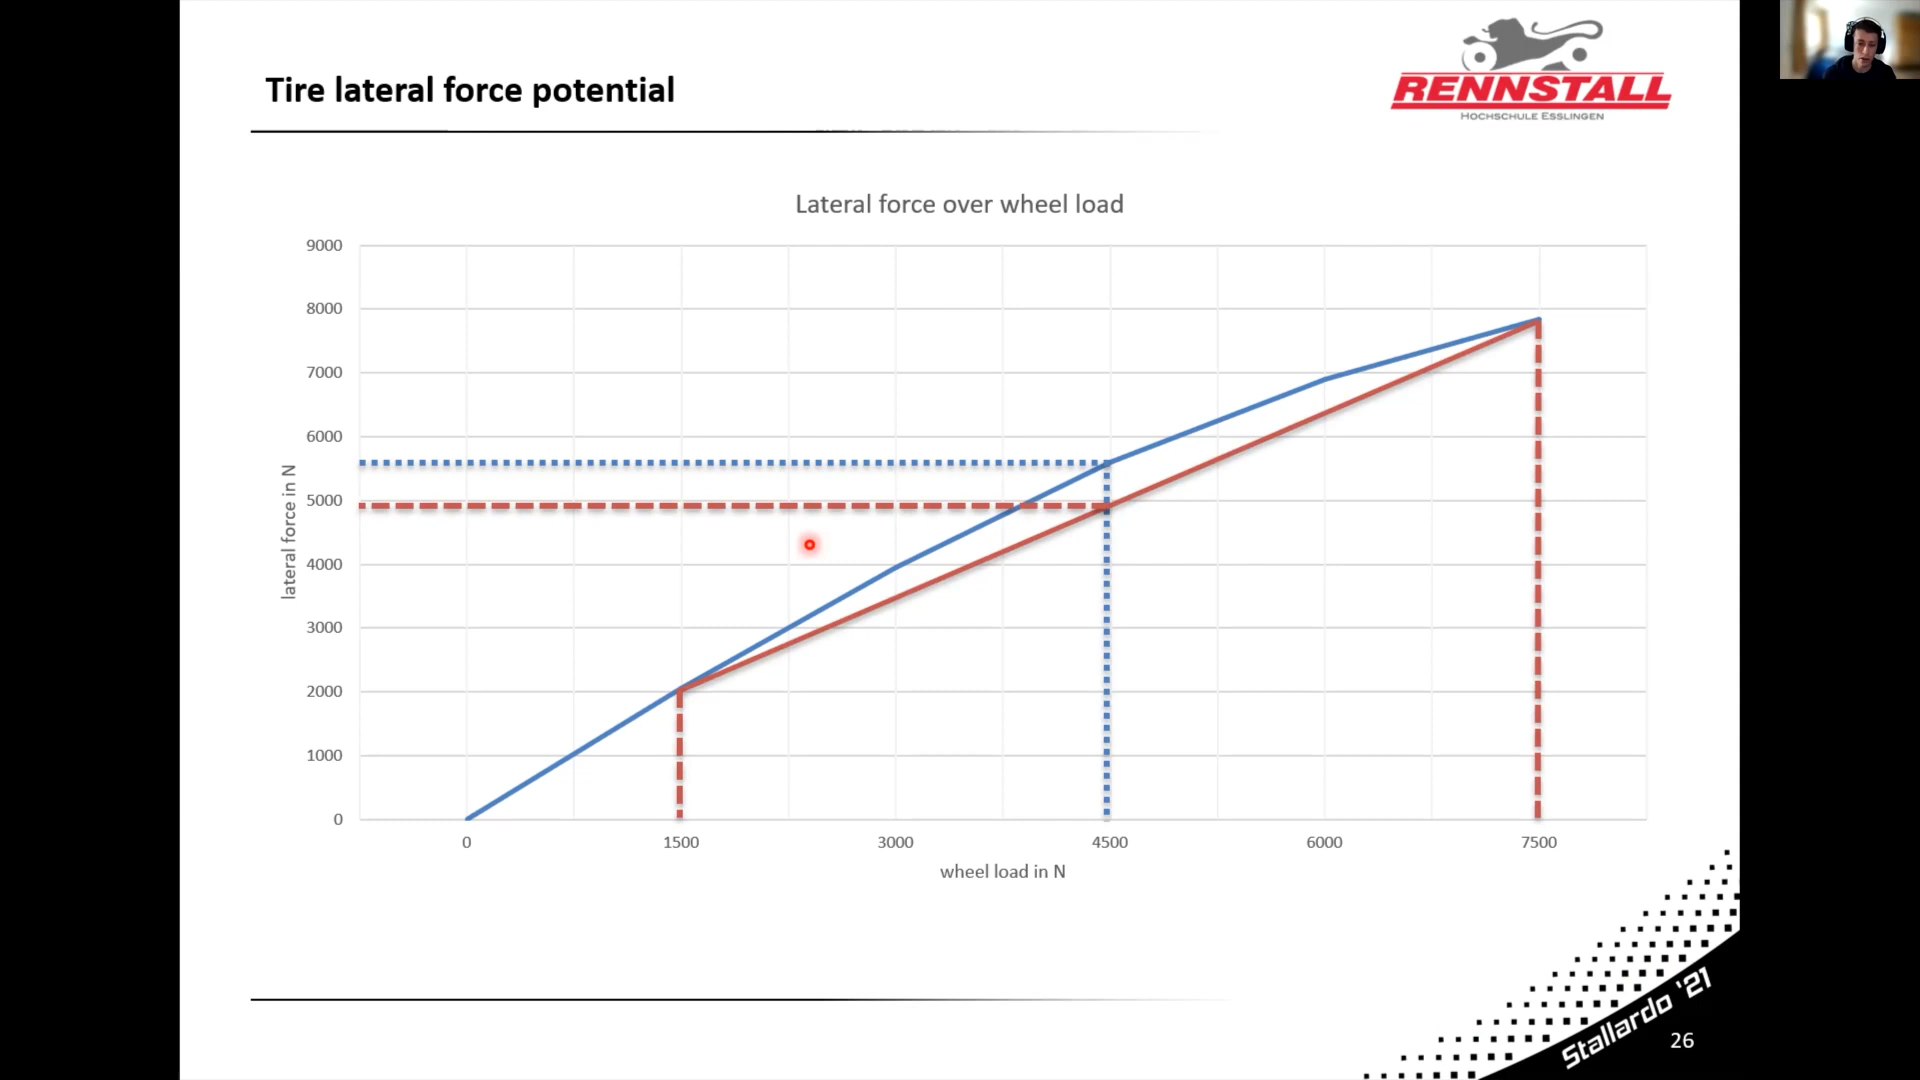 Tire lateral force potential
RENNSTALL
HOCHSCHULE ESSLINGEN
Lateral force over wheel load
9000
8000
7000
6000
5000
4000
3000
2000
1000
0
lateral force in N
0 1500 3000 4500 6000 7500
wheel load in N
Stallardo '21
26